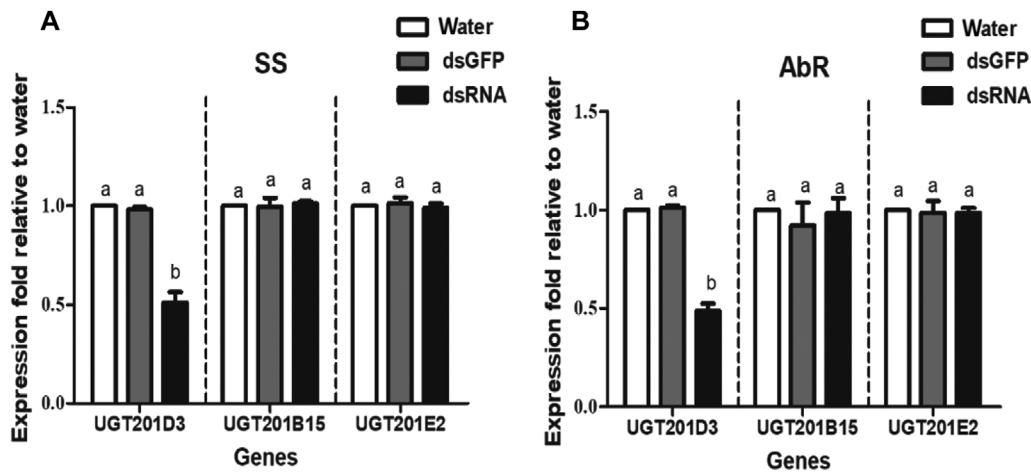 A
SS
Water
dsGFP
dsRNA
Expression fold relative to water
1.5
1.0
0.5
0.0
a a b
a a a
a a a
UGT201D3 UGT201B15 UGT201E2
Genes
B
AbR
Water
dsGFP
dsRNA
Expression fold relative to water
1.5
1.0
0.5
0.0
a a b
a a a
a a a
UGT201D3 UGT201B15 UGT201E2
Genes